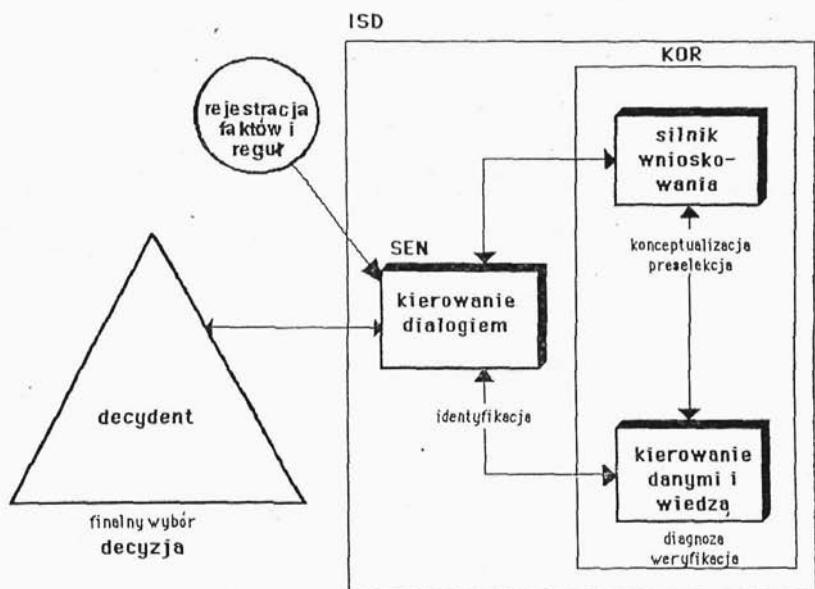 ISD
KOR
rejestracja
faktów i
reguł
silnik
wniosko-
wania
SEN
konceptualizacja
preselekcja
kierowanie
dialogiem
decydent
identyfikacja
kierowanie
danymi i
wiedzą
finalny wybór
decyzja
diagnoza
weryfikacja